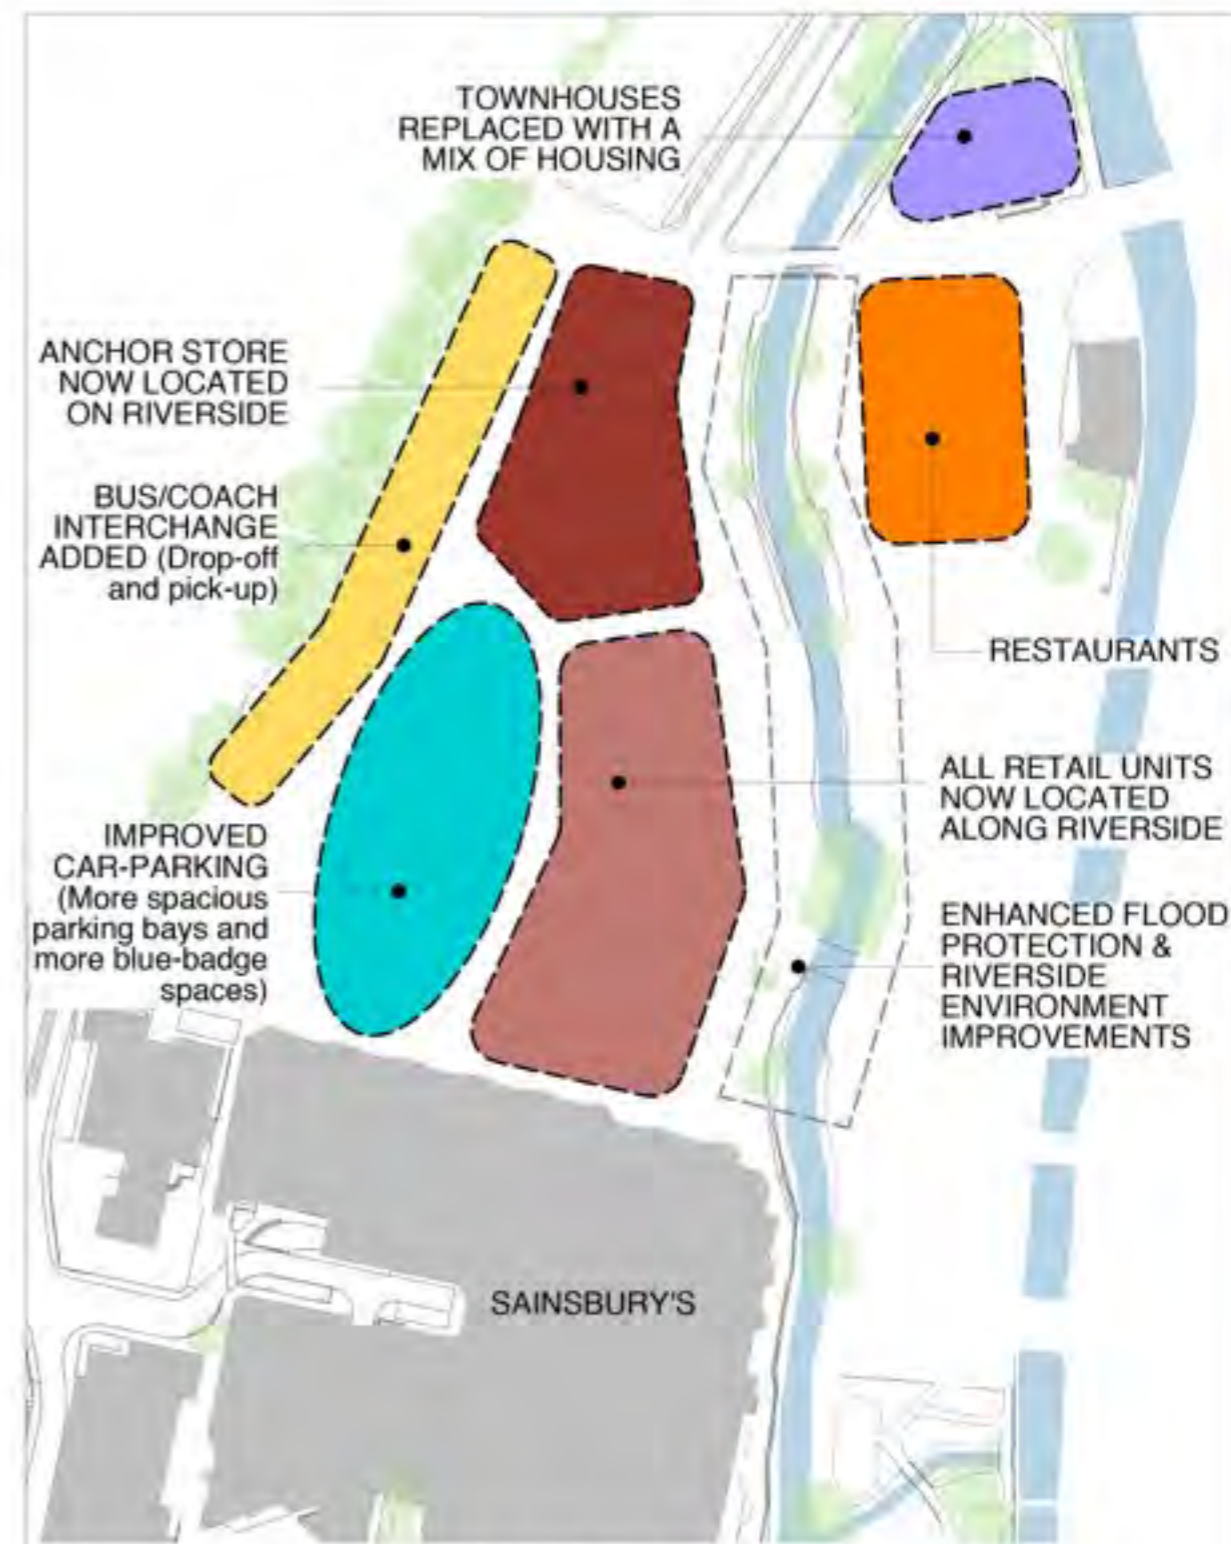 TOWNHOUSES
REPLACED WITH A
MIX OF HOUSING
ANCHOR STORE
NOW LOCATED
ON RIVERSIDE
BUS/COACH
INTERCHANGE
ADDED (Drop-off
and pick-up)
RESTAURANTS
ALL RETAIL UNITS
NOW LOCATED
ALONG RIVERSIDE
IMPROVED
CAR-PARKING
(More spacious
parking bays and
more blue-badge
spaces)
ENHANCED FLOOD
PROTECTION &
RIVERSIDE
ENVIRONMENT
IMPROVEMENTS
SAINSBURY'S